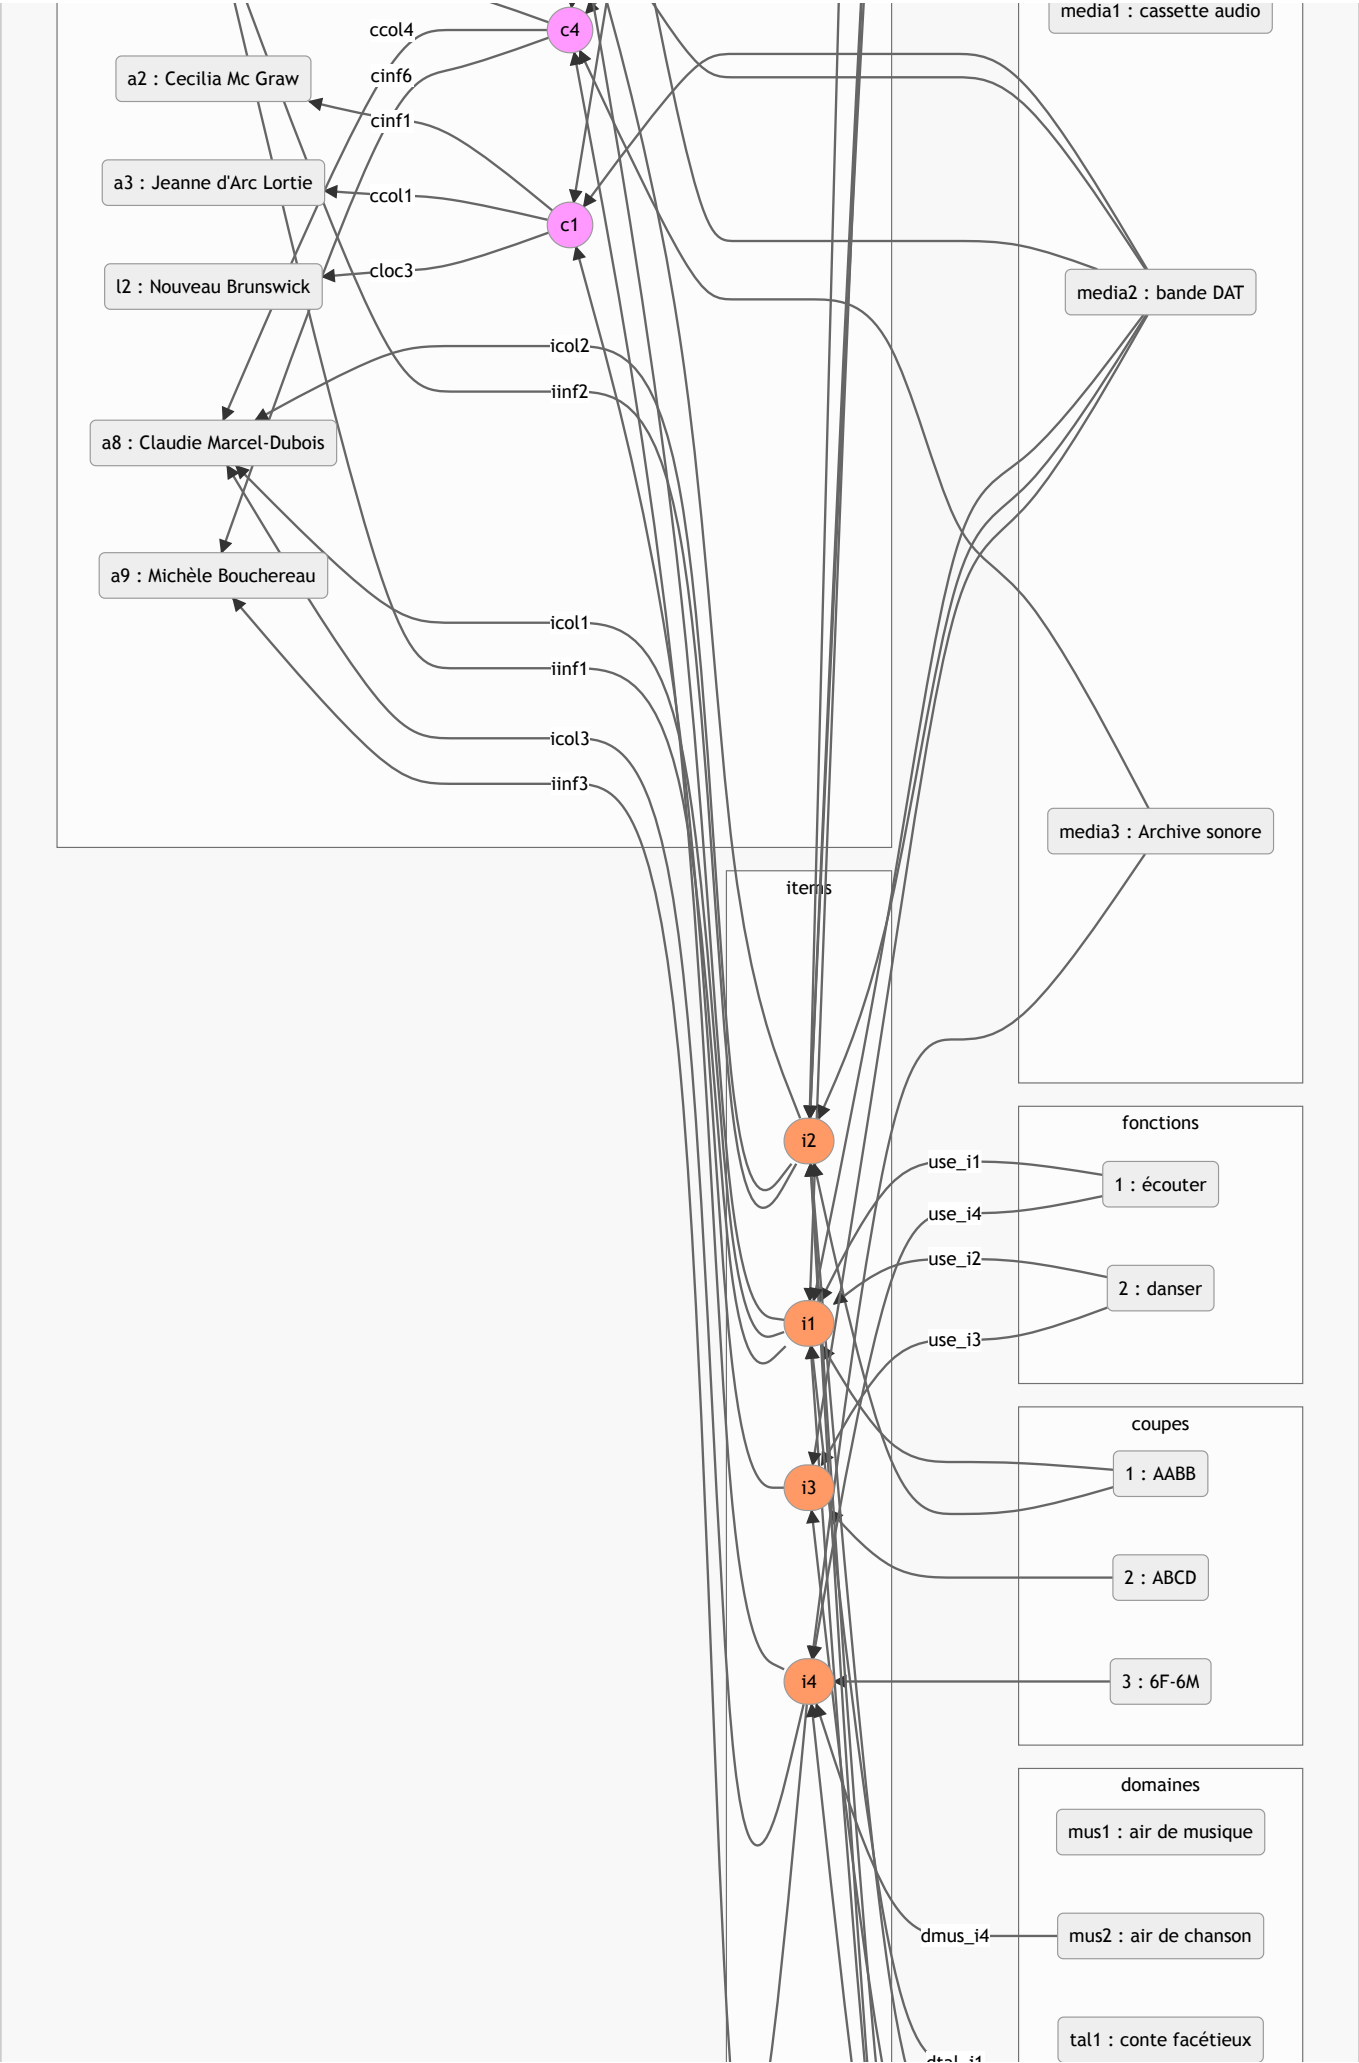 media1 : cassette audio
ccol4
c4
cinf6
a2 : Cecilia Mc Graw
cinf1
a3 : Jeanne d'Arc Lortie
ccol1
c1
cloc3
l2 : Nouveau Brunswick
media2 : bande DAT
icol2
iinf2
a8 : Claudie Marcel-Dubois
a9 : Michèle Bouchereau
icol1
iinf1
icol3
iinf3
media3 : Archive sonore
items
fonctions
i2
use_i1
1 : écouter
use_i4
use_i2
2 : danser
i1
use_i3
coupes
1 : AABB
i3
2 : ABCD
i4
3 : 6F-6M
domaines
mus1 : air de musique
dmus_i4
mus2 : air de chanson
tal1 : conte facétieux
dtal_i1